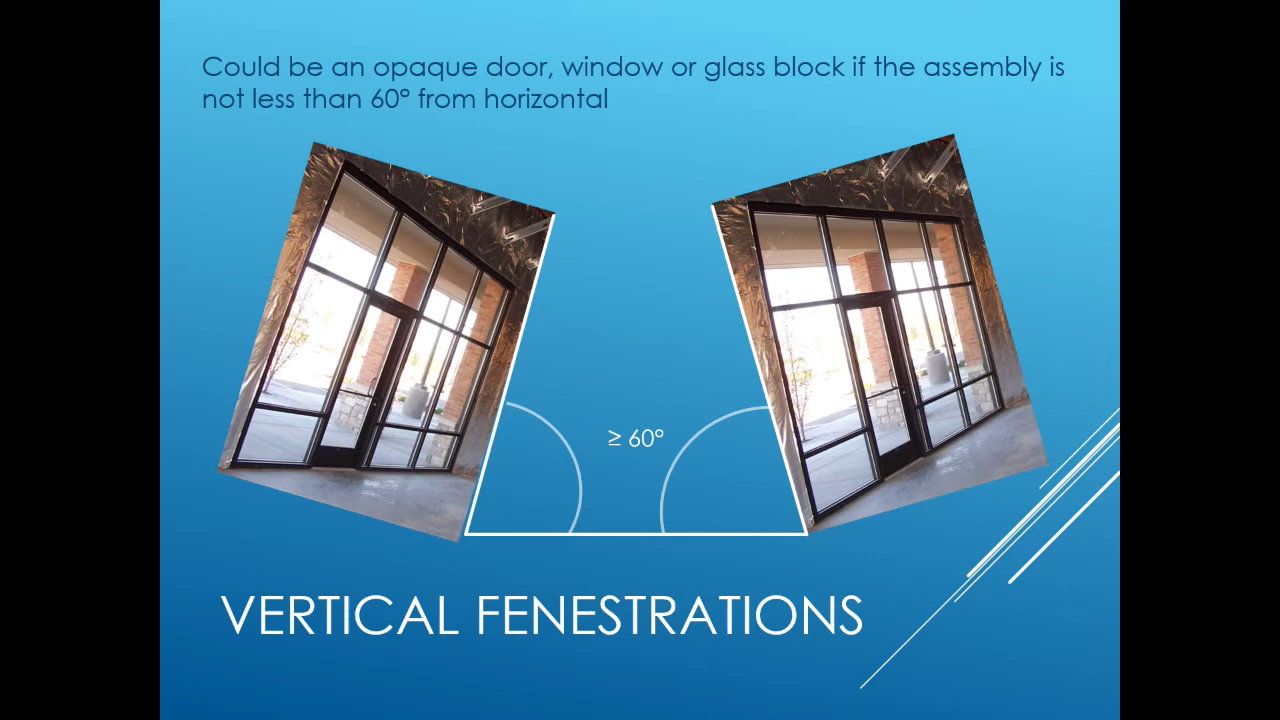 Could be an opaque door, window or glass block if the assembly is
not less than 60° from horizontal
≥ 60°
VERTICAL FENESTRATIONS